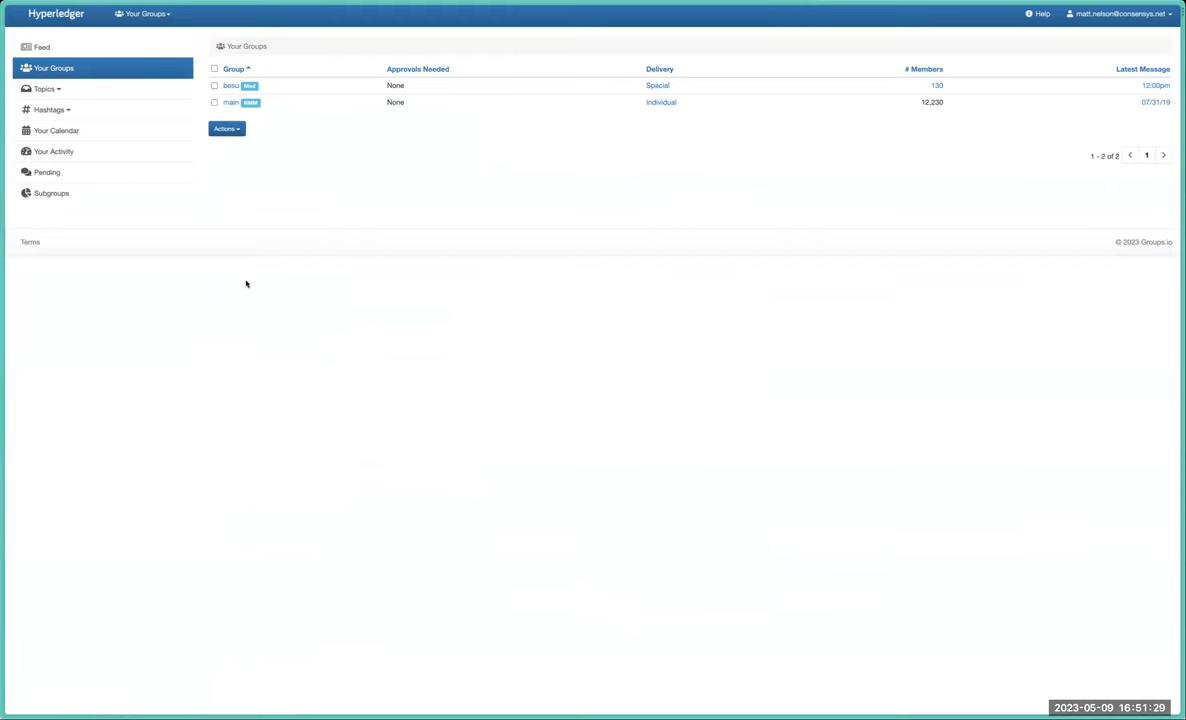 Hyperledger Your Groups Help matt.nelson@consensys.net
Feed
Your Groups
Topics
Hashtags
Your Calendar
Your Activity
Pending
Subgroups
Your Groups
Group Approvals Needed Delivery # Members Latest Message
besu Mod None Special 130 12:00pm
main NMM None Individual 12,230 07/31/19
Actions
1 - 2 of 2 1
Terms © 2023 Groups.io
2023-05-09 16:51:29